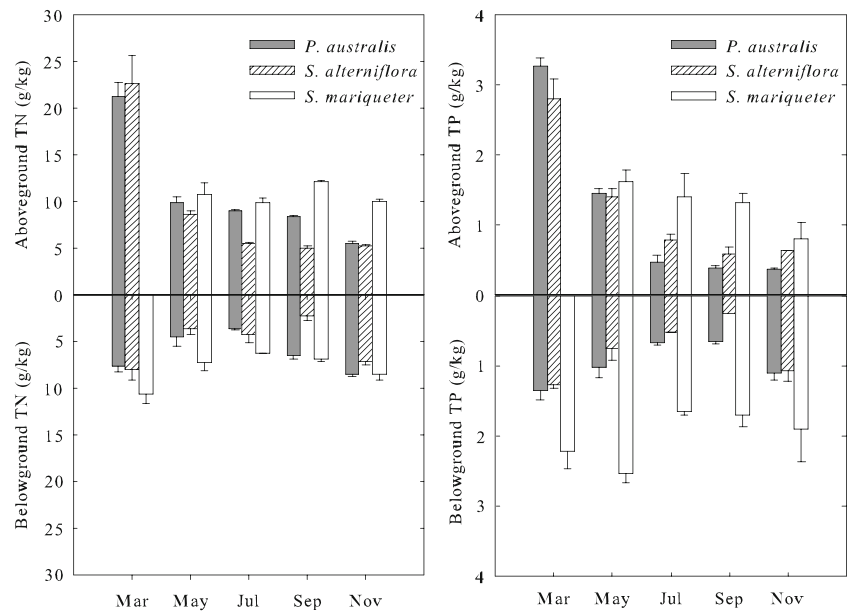 Aboveground TN (g/kg)
Belowground TN (g/kg)
30
25
20
15
10
5
0
5
10
15
20
25
30
P. australis
S. alterniflora
S. mariqueter
Mar May Jul Sep Nov
Aboveground TP (g/kg)
Belowground TP (g/kg)
4
3
2
1
0
1
2
3
4
P. australis
S. alterniflora
S. mariqueter
Mar May Jul Sep Nov